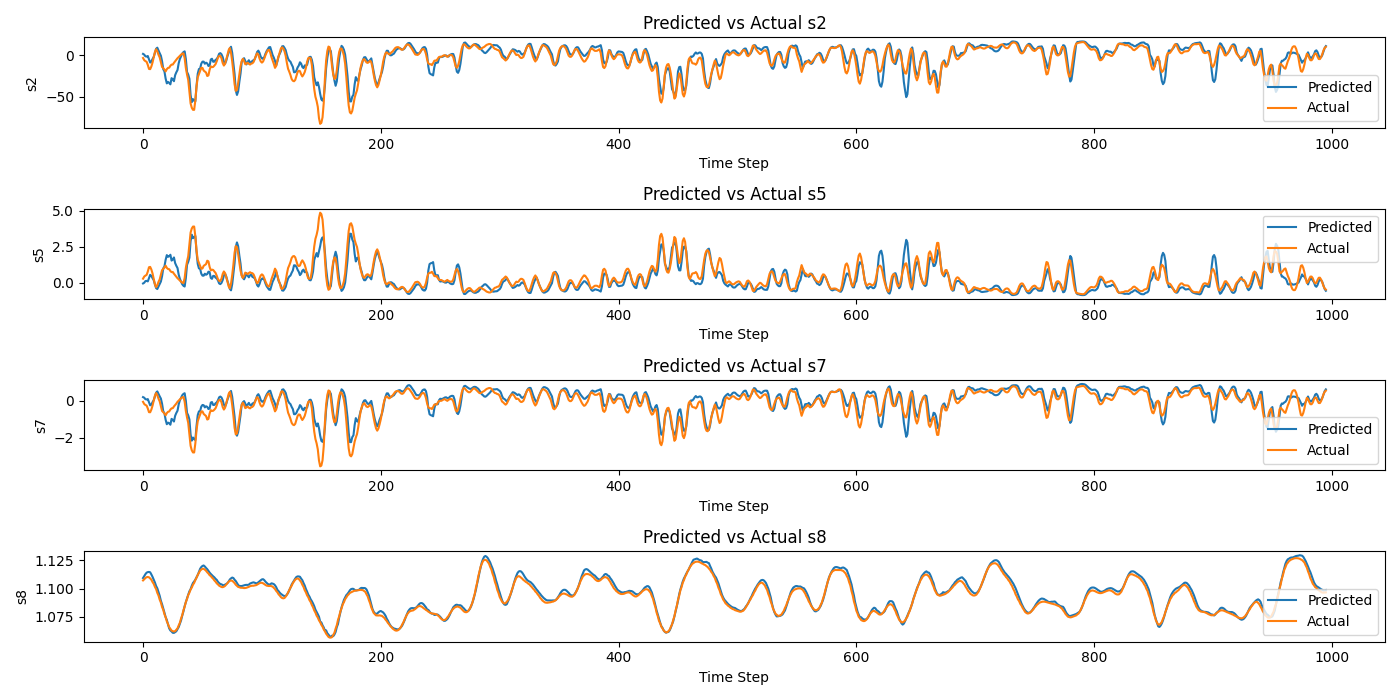 Predicted vs Actual s2
0
−50
s2
Predicted
Actual
0 200 400 600 800 1000
Time Step
Predicted vs Actual s5
5.0
2.5
0.0
s5
Predicted
Actual
0 200 400 600 800 1000
Time Step
Predicted vs Actual s7
0
−2
s7
Predicted
Actual
0 200 400 600 800 1000
Time Step
Predicted vs Actual s8
1.125
1.100
1.075
s8
Predicted
Actual
0 200 400 600 800 1000
Time Step